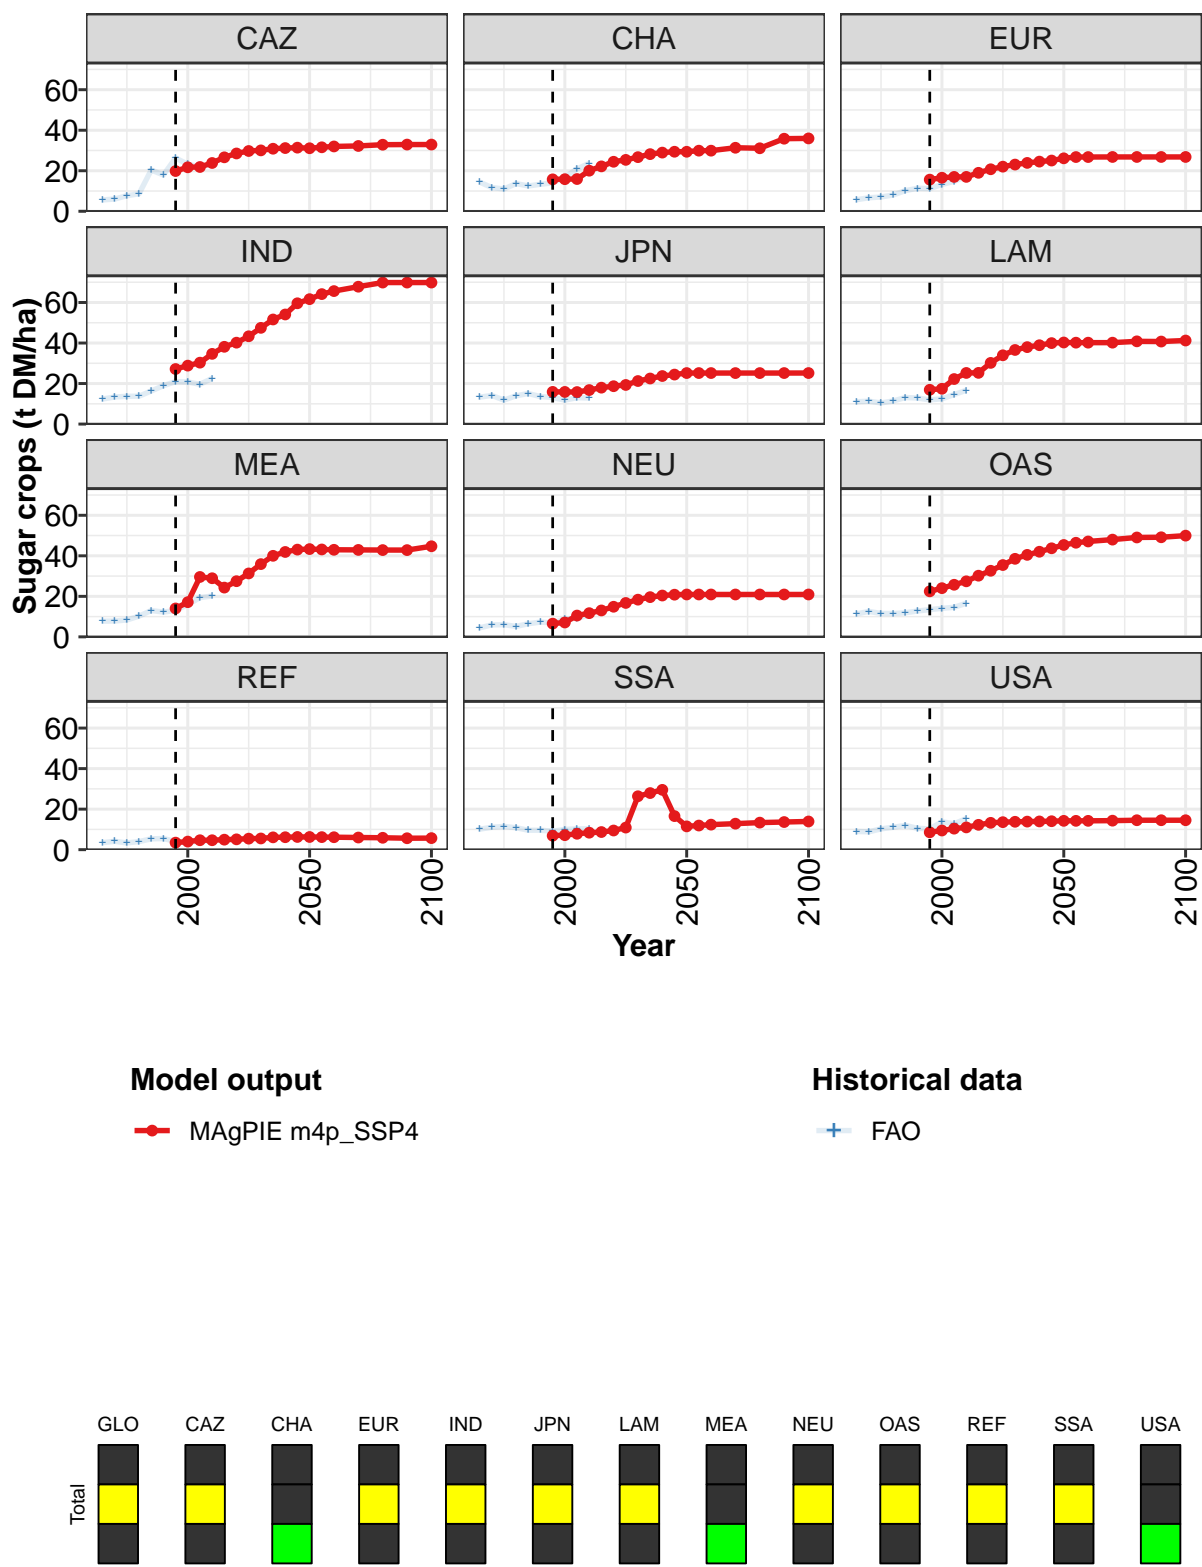 CAZ CHA EUR
60
40
20
0
IND JPN LAM
60
40
20
0
MEA NEU OAS
60
40
20
0
REF SSA USA
60
40
20
0
Sugar crops (t DM/ha)
2000 2050 2100 2000 2050 2100 2000 2050 2100
Year
Model output Historical data
MAgPIE m4p_SSP4 FAO
GLO CAZ CHA EUR IND JPN LAM MEA NEU OAS REF SSA USA
Total